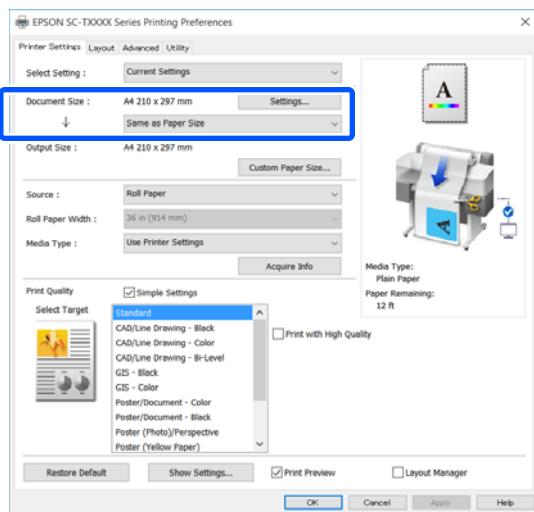 EPSON SC-TXXXX Series Printing Preferences
Printer Settings Layout Advanced Utility
Select Setting : Current Settings
Document Size : A4 210 x 297 mm Settings...
↓ Same as Paper Size
Output Size : A4 210 x 297 mm
Custom Paper Size...
Source : Roll Paper
Roll Paper Width : 36 in (914 mm)
Media Type : Use Printer Settings
Acquire Info
A
A
Media Type:
Plain Paper
Paper Remaining:
12 ft
Print Quality Simple Settings
Select Target
Standard
CAD/Line Drawing - Black
CAD/Line Drawing - Color
CAD/Line Drawing - Bi-Level
GIS - Black
GIS - Color
Poster/Document - Color
Poster/Document - Black
Poster (Photo)/Perspective
Poster (Yellow Paper)
Print with High Quality
Restore Default Show Settings... Print Preview Layout Manager
OK Cancel Apply Help